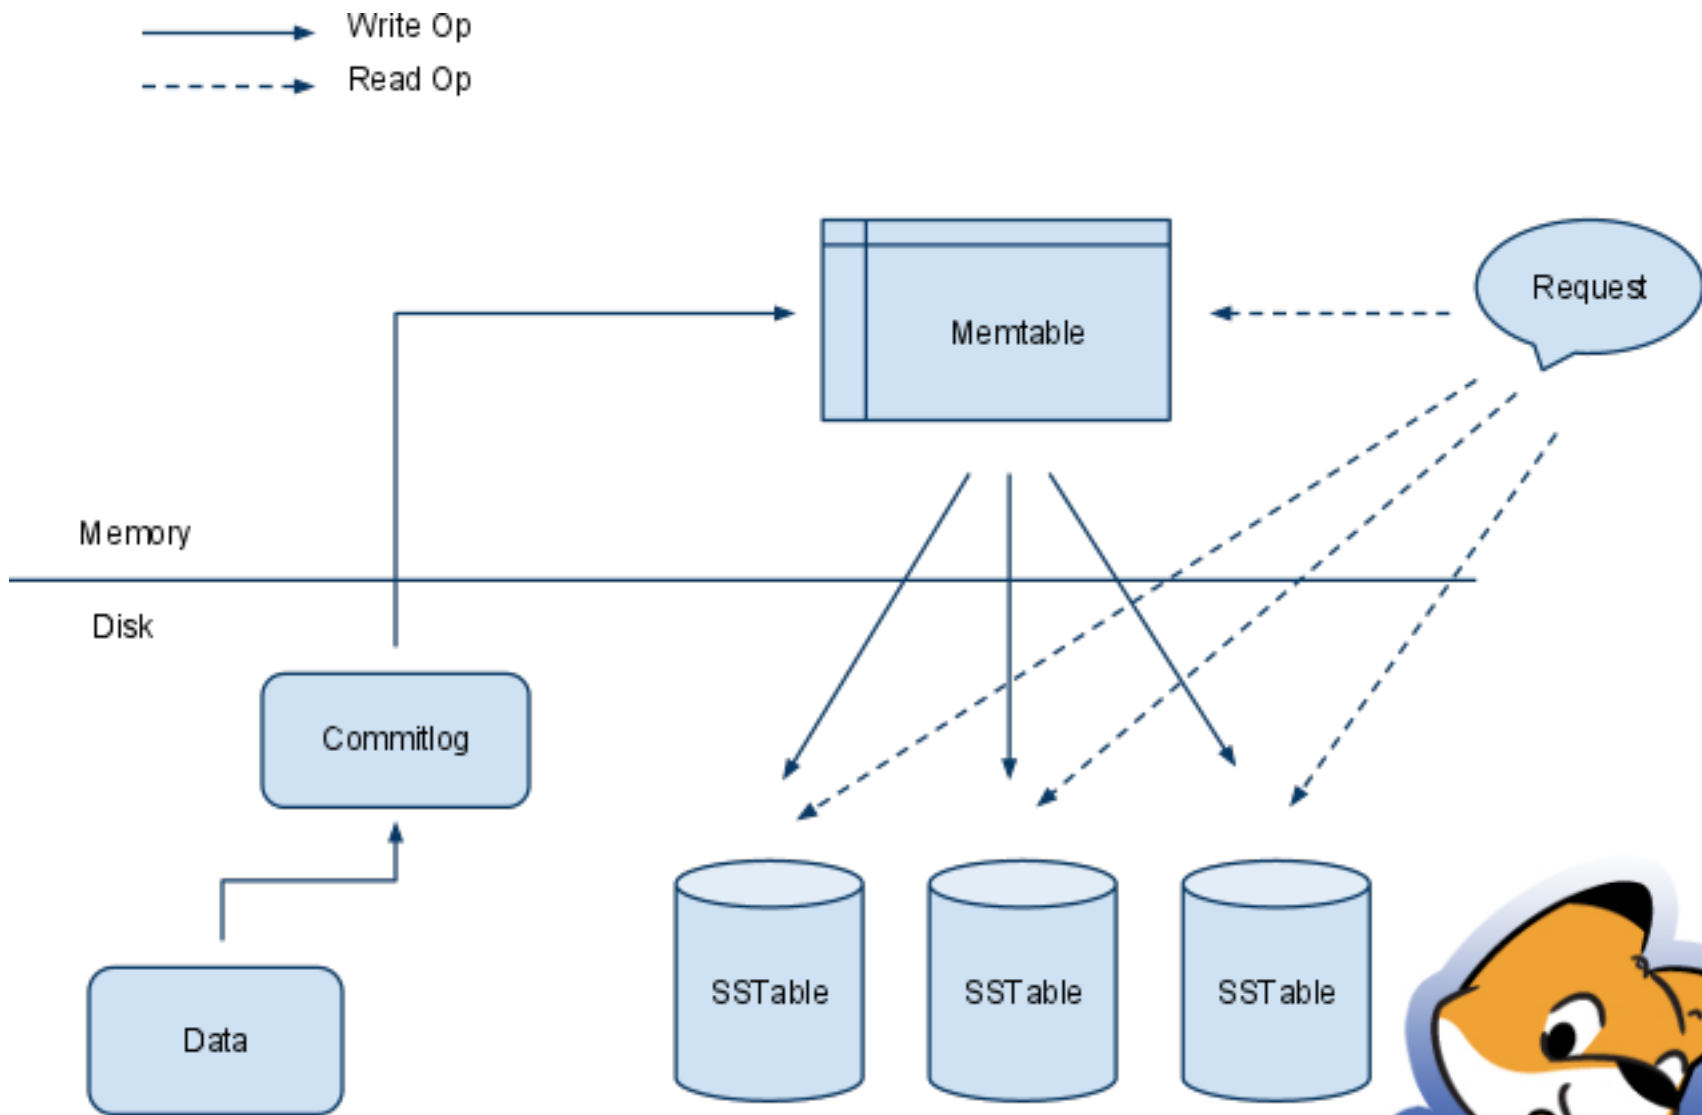 Write Op
Read Op
Request
Memtable
Memory
Disk
Commitlog
SSTable
SSTable
SSTable
Data